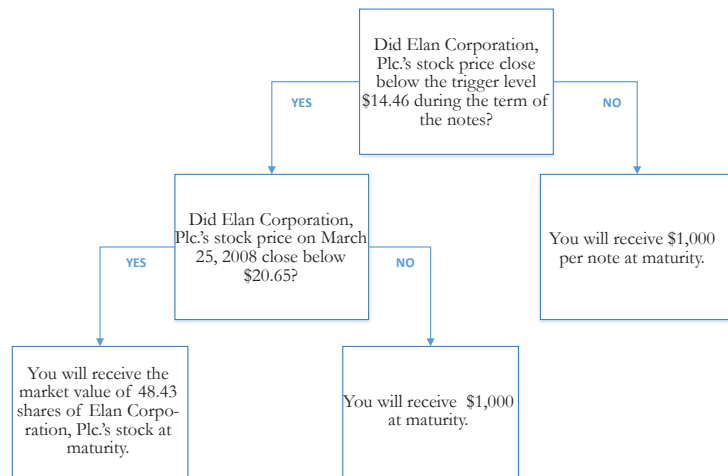 Did Elan Corporation,
Plc.'s stock price close
below the trigger level
$14.46 during the term of
the notes?
YES
NO
Did Elan Corporation,
Plc.'s stock price on March
25, 2008 close below
$20.65?
You will receive $1,000
per note at maturity.
YES
NO
You will receive the
market value of 48.43
shares of Elan Corpo-
ration, Plc.'s stock at
maturity.
You will receive $1,000
at maturity.